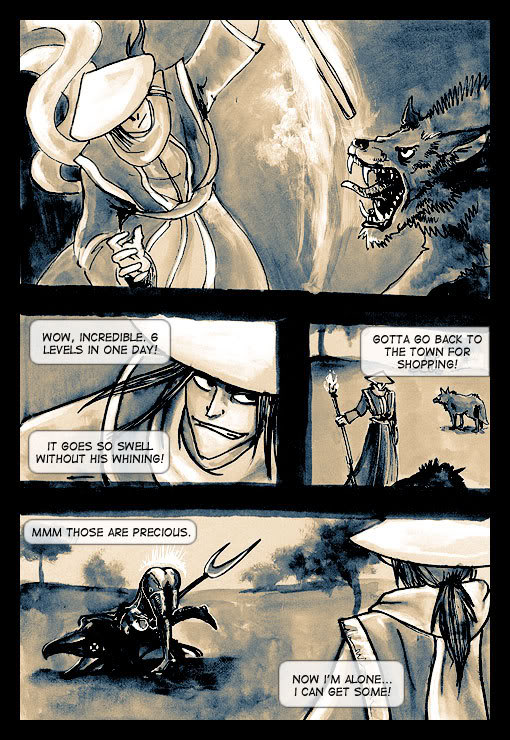 WOW, INCREDIBLE. 6
LEVELS IN ONE DAY!
IT GOES SO SWELL
WITHOUT HIS WHINING!
GOTTA GO BACK TO
THE TOWN FOR
SHOPPING!
MMM THOSE ARE PRECIOUS.
NOW I'M ALONE...
I CAN GET SOME!